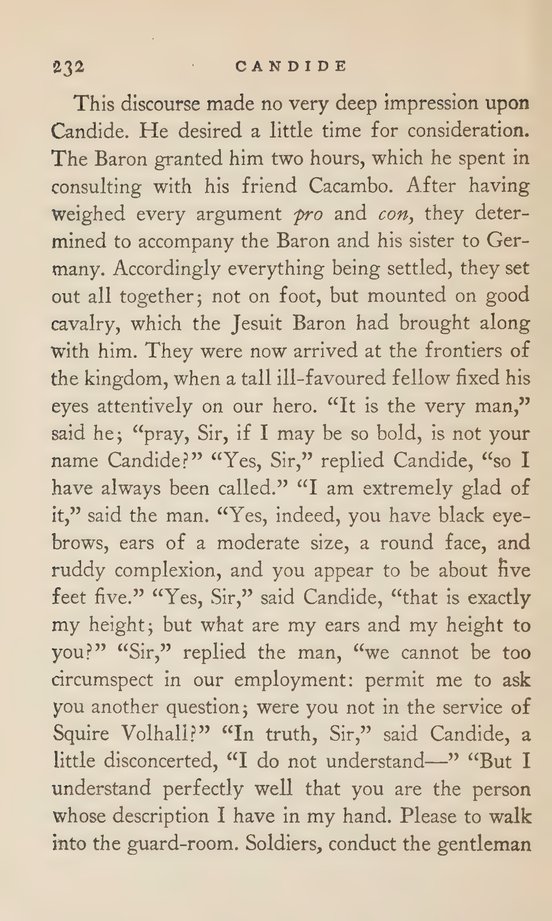 232 CANDIDE
This discourse made no very deep impression upon
Candide. He desired a little time for consideration.
The Baron granted him two hours, which he spent in
consulting with his friend Cacambo. After having
weighed every argument pro and con, they deter-
mined to accompany the Baron and his sister to Ger-
many. Accordingly everything being settled, they set
out all together; not on foot, but mounted on good
cavalry, which the Jesuit Baron had brought along
with him. They were now arrived at the frontiers of
the kingdom, when a tall ill-favoured fellow fixed his
eyes attentively on our hero. “It is the very man,”
said he; “pray, Sir, if I may be so bold, is not your
name Candide?” “Yes, Sir,” replied Candide, “so I
have always been called.” “I am extremely glad of
it,” said the man. “Yes, indeed, you have black eye-
brows, ears of a moderate size, a round face, and
ruddy complexion, and you appear to be about five
feet five.” “Yes, Sir,” said Candide, “that is exactly
my height; but what are my ears and my height to
you?” “Sir,” replied the man, “we cannot be too
circumspect in our employment: permit me to ask
you another question; were you not in the service of
Squire Volhall?” “In truth, Sir,” said Candide, a
little disconcerted, “I do not understand—” “But I
understand perfectly well that you are the person
whose description I have in my hand. Please to walk
into the guard-room. Soldiers, conduct the gentleman